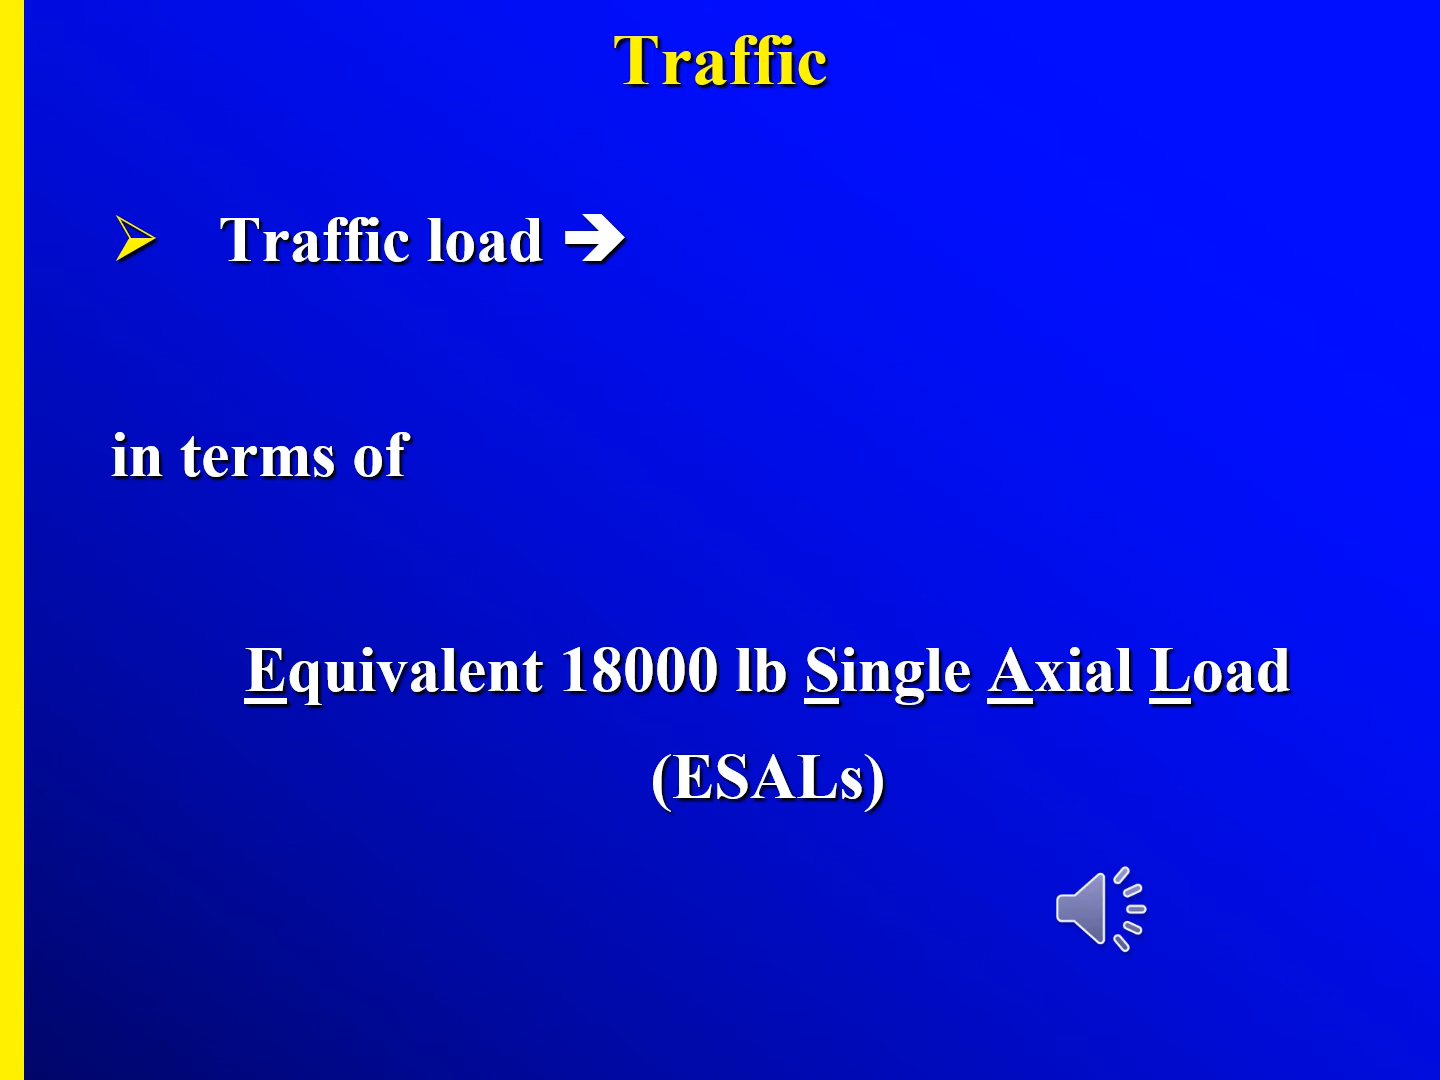 Traffic
Traffic load ➔
in terms of
Equivalent 18000 lb Single Axial Load
(ESALs)